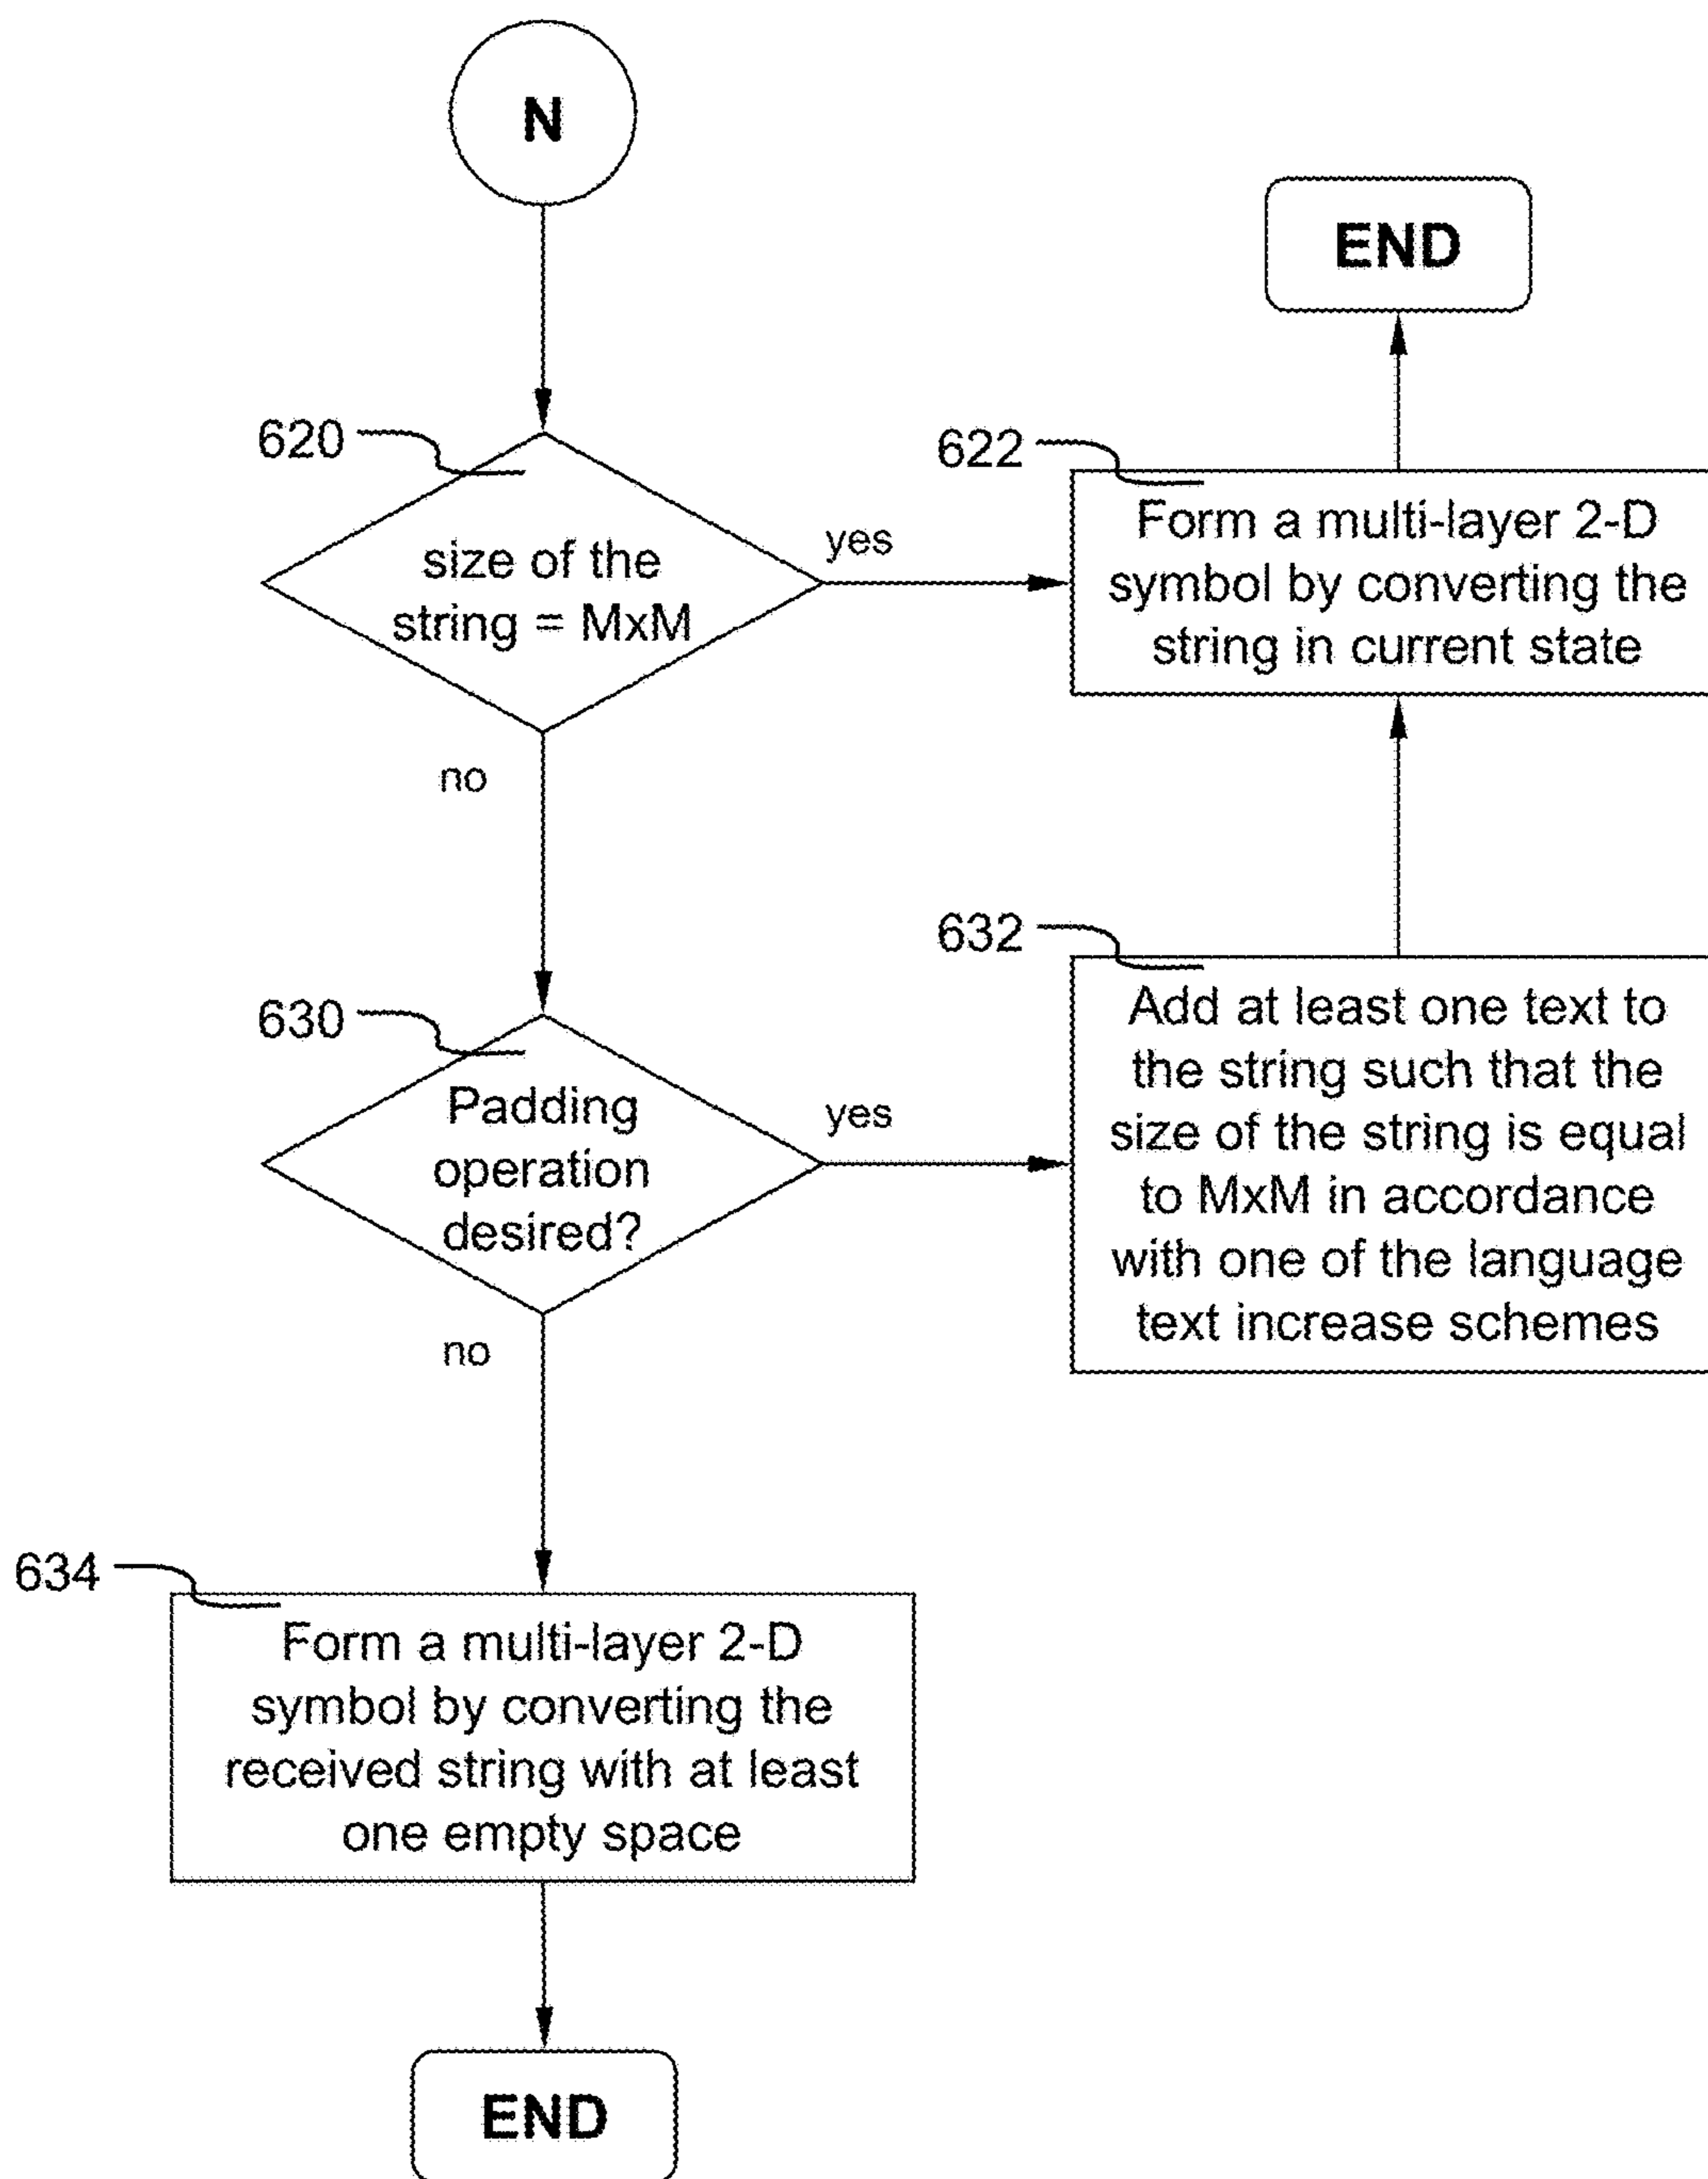 N
END
620
size of the
string = MxM
yes
622
Form a multi-layer 2-D
symbol by converting the
string in current state
no
630
Padding
operation
desired?
yes
632
Add at least one text to
the string such that the
size of the string is equal
to MxM in accordance
with one of the language
text increase schemes
no
634
Form a multi-layer 2-D
symbol by converting the
received string with at least
one empty space
END